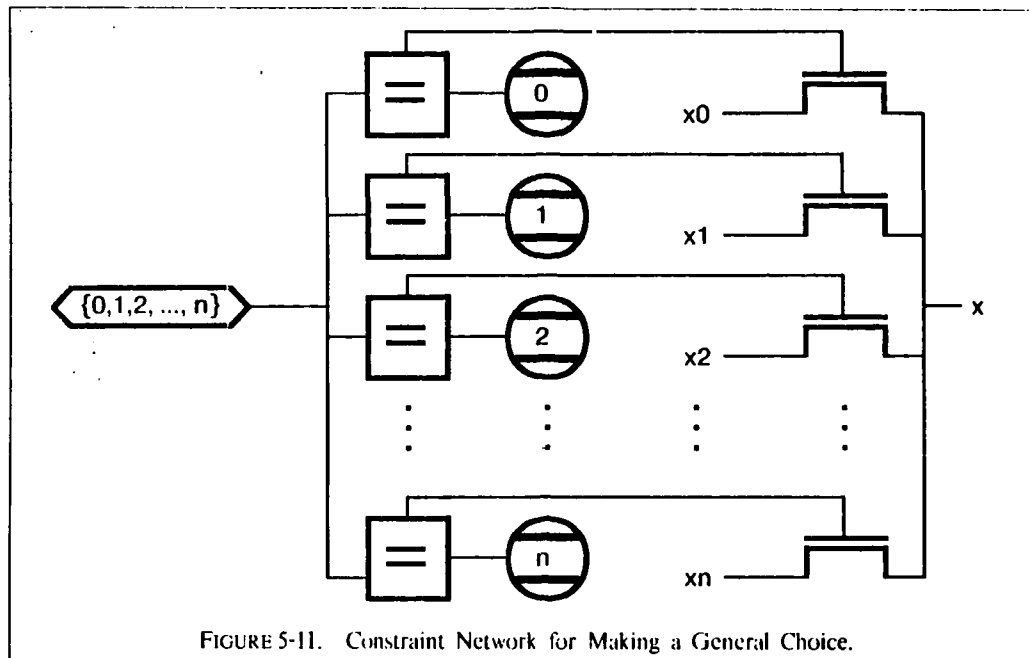 =
0
x0
=
1
x1
{0,1,2, ..., n}
x
=
2
x2
=
n
xn
FIGURE 5-11. Constraint Network for Making a General Choice.